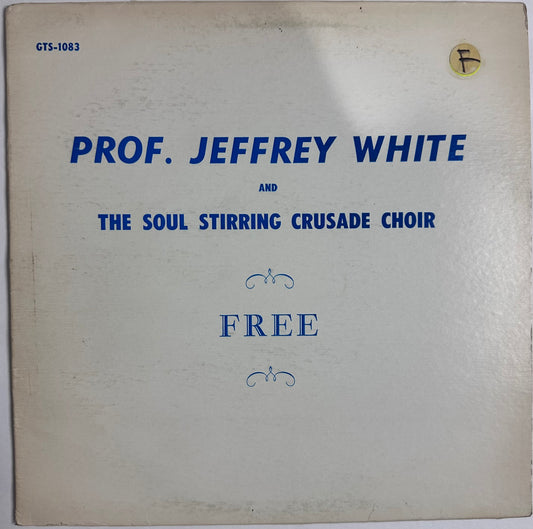 GTS-1083
F
PROF. JEFFREY WHITE
AND
THE SOUL STIRRING CRUSADE CHOIR
FREE